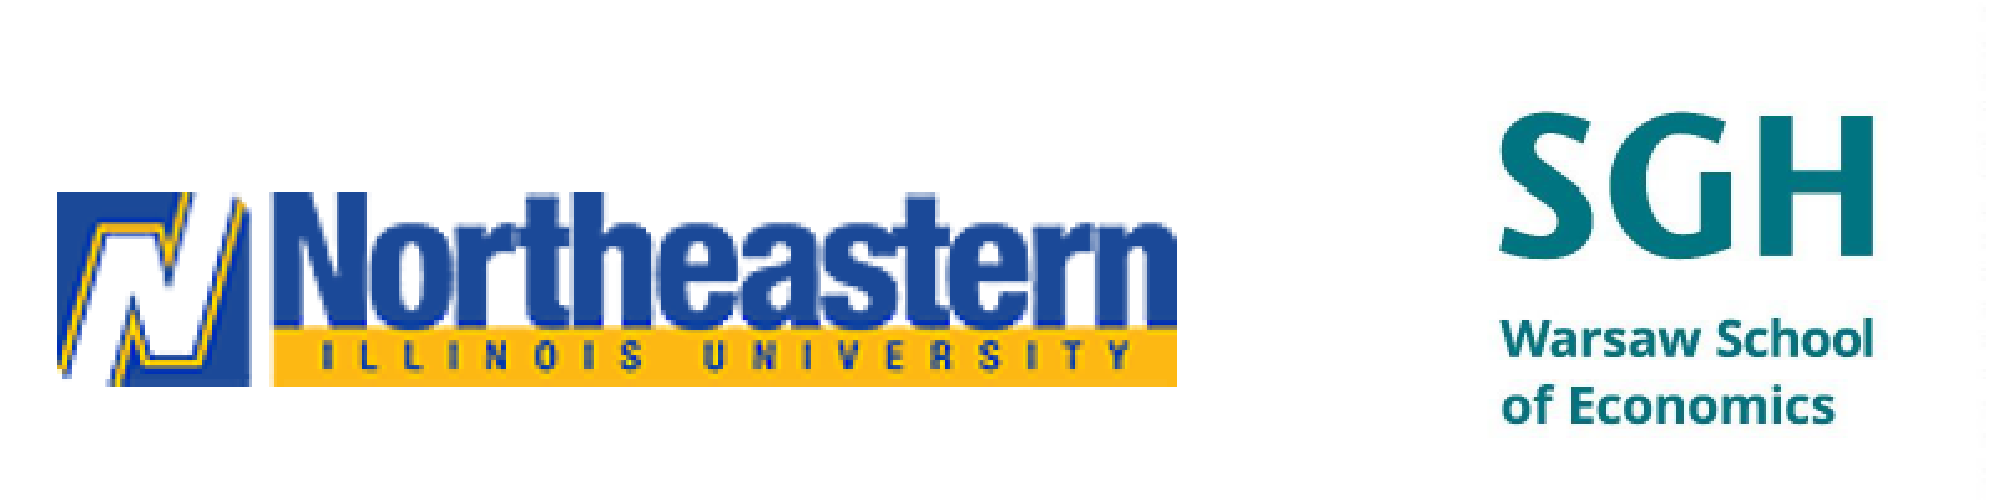 Northeastern
ILLINOIS UNIVERSITY
SGH
Warsaw School
of Economics